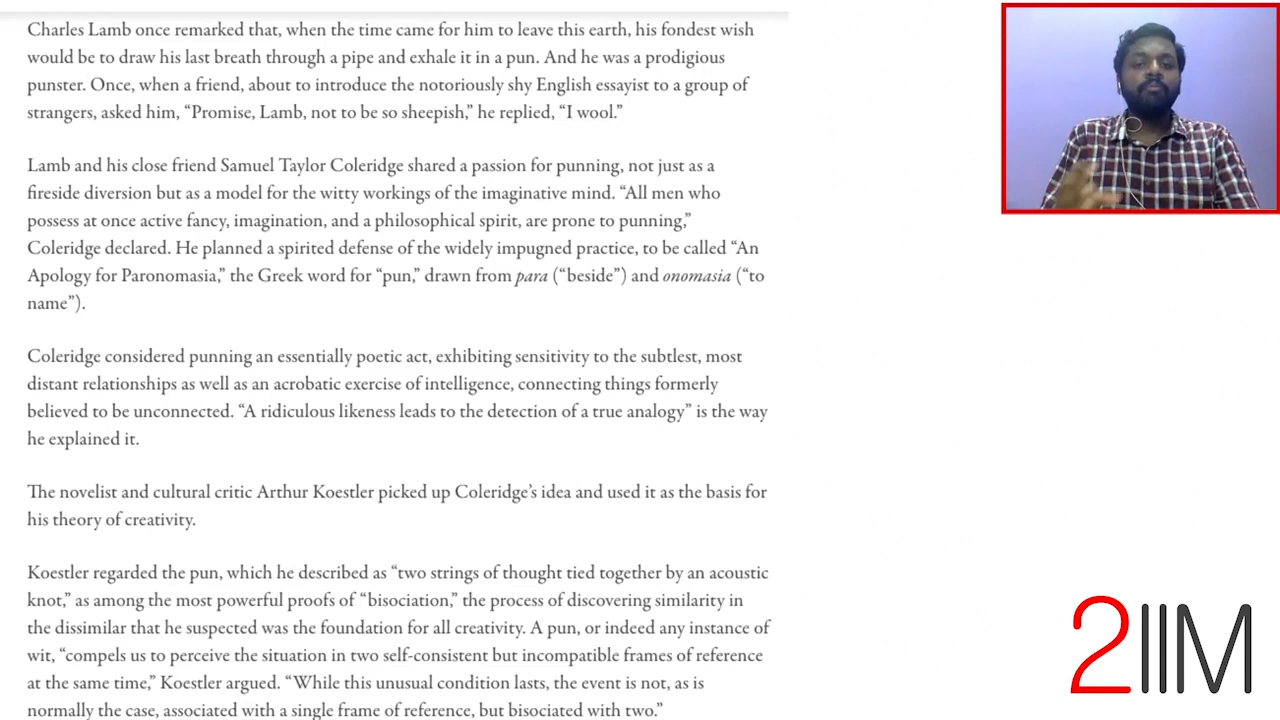 Charles Lamb once remarked that, when the time came for him to leave this earth, his fondest wish
would be to draw his last breath through a pipe and exhale it in a pun. And he was a prodigious
punster. Once, when a friend, about to introduce the notoriously shy English essayist to a group of
strangers, asked him, “Promise, Lamb, not to be so sheepish,” he replied, “I wool.”
Lamb and his close friend Samuel Taylor Coleridge shared a passion for punning, not just as a
fireside diversion but as a model for the witty workings of the imaginative mind. “All men who
possess at once active fancy, imagination, and a philosophical spirit, are prone to punning,”
Coleridge declared. He planned a spirited defense of the widely impugned practice, to be called “An
Apology for Paronomasia,” the Greek word for “pun,” drawn from para (“beside”) and onomasia (“to
name”).
Coleridge considered punning an essentially poetic act, exhibiting sensitivity to the subtlest, most
distant relationships as well as an acrobatic exercise of intelligence, connecting things formerly
believed to be unconnected. “A ridiculous likeness leads to the detection of a true analogy” is the way
he explained it.
The novelist and cultural critic Arthur Koestler picked up Coleridge’s idea and used it as the basis for
his theory of creativity.
Koestler regarded the pun, which he described as “two strings of thought tied together by an acoustic
knot,” as among the most powerful proofs of “bisociation,” the process of discovering similarity in
the dissimilar that he suspected was the foundation for all creativity. A pun, or indeed any instance of
wit, “compels us to perceive the situation in two self-consistent but incompatible frames of reference
at the same time,” Koestler argued. “While this unusual condition lasts, the event is not, as is
normally the case, associated with a single frame of reference, but bisociated with two.”
2IIM